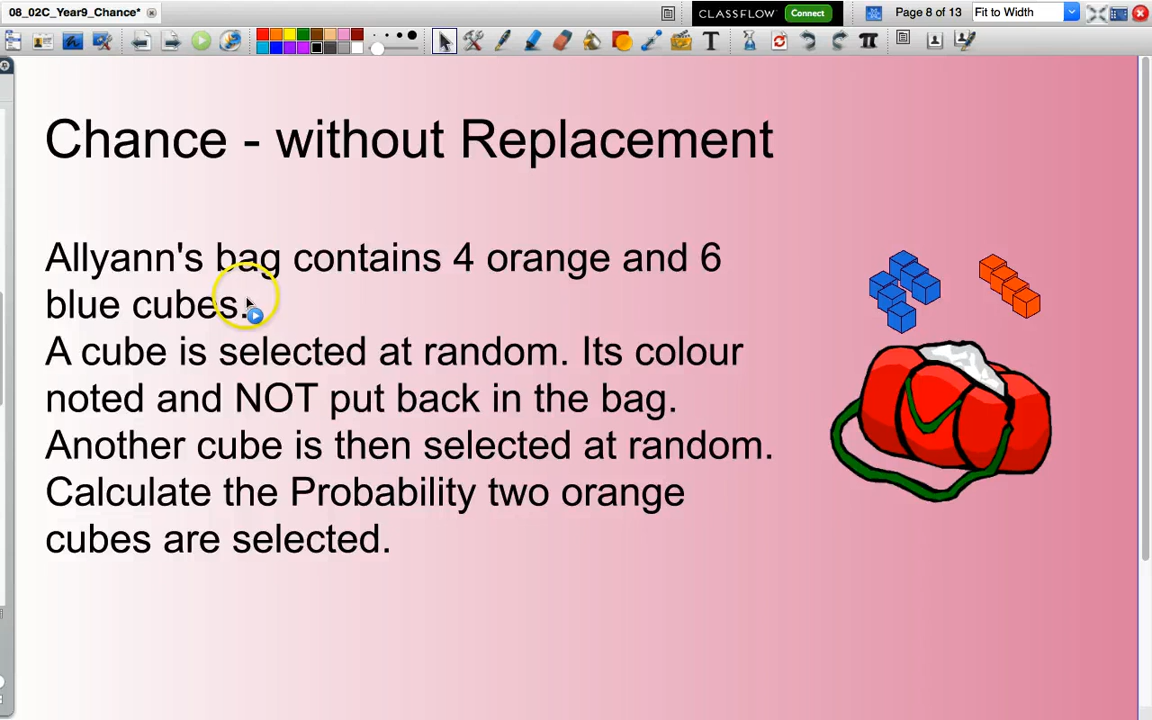 08_02C_Year9_Chance*
CLASSFLOW Connect
Page 8 of 13
Fit to Width
Chance - without Replacement
Allyann's bag contains 4 orange and 6
blue cubes.
A cube is selected at random. Its colour
noted and NOT put back in the bag.
Another cube is then selected at random.
Calculate the Probability two orange
cubes are selected.